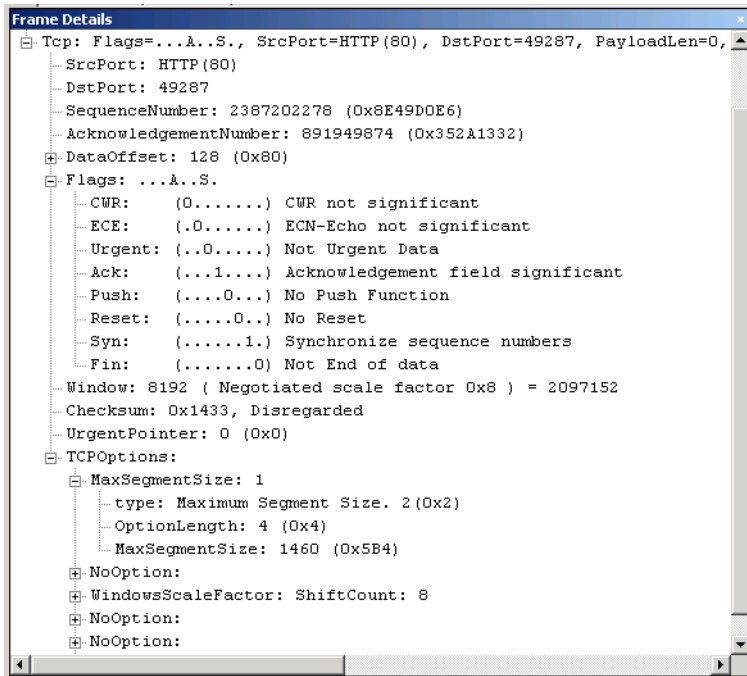 Frame Details
Tcp: Flags=...A..S., SrcPort=HTTP(80), DstPort=49287, PayloadLen=0,
SrcPort: HTTP(80)
DstPort: 49287
SequenceNumber: 2387202278 (0x8E49D0E6)
AcknowledgementNumber: 891949874 (0x352A1332)
DataOffset: 128 (0x80)
Flags: ...A..S.
CWR: (0.......) CWR not significant
ECE: (.0......) ECN-Echo not significant
Urgent: (..0.....) Not Urgent Data
Ack: (...1....) Acknowledgement field significant
Push: (....0...) No Push Function
Reset: (.....0..) No Reset
Syn: (......1.) Synchronize sequence numbers
Fin: (.......0) Not End of data
Window: 8192 ( Negotiated scale factor 0x8 ) = 2097152
Checksum: 0x1433, Disregarded
UrgentPointer: 0 (0x0)
TCPOptions:
MaxSegmentSize: 1
type: Maximum Segment Size. 2(0x2)
OptionLength: 4 (0x4)
MaxSegmentSize: 1460 (0x5B4)
NoOption:
WindowsScaleFactor: ShiftCount: 8
NoOption:
NoOption: